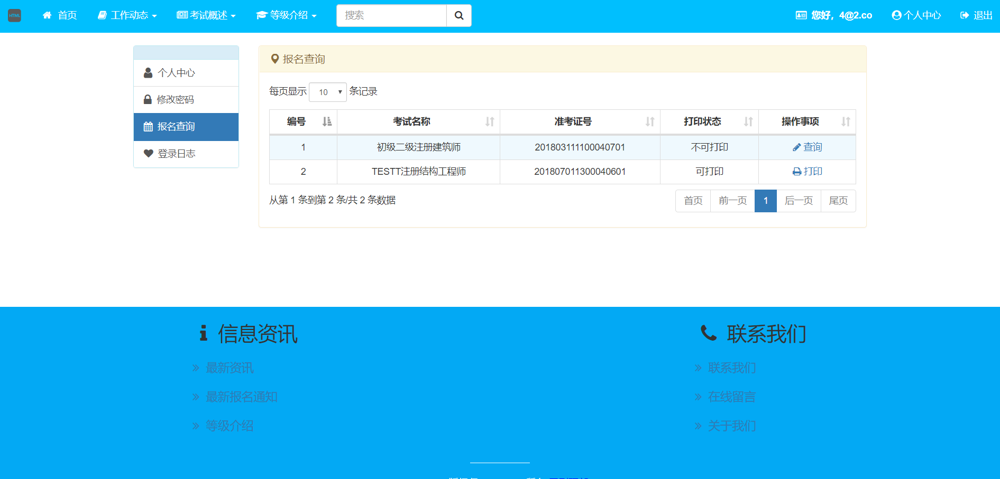 HTML 首页 工作动态 考试概述 等级介绍 搜索 您好，4@2.co 个人中心 退出
个人中心
修改密码
报名查询
登录日志
报名查询
每页显示 10 条记录
编号 考试名称 准考证号 打印状态 操作事项
1 初级二级注册建筑师 201803111100040701 不可打印 查询
2 TESTT注册结构工程师 201807011300040601 可打印 打印
从第 1 条到第 2 条/共 2 条数据
首页 前一页 1 后一页 尾页
信息资讯
最新资讯
最新报名通知
等级介绍
联系我们
联系我们
在线留言
关于我们